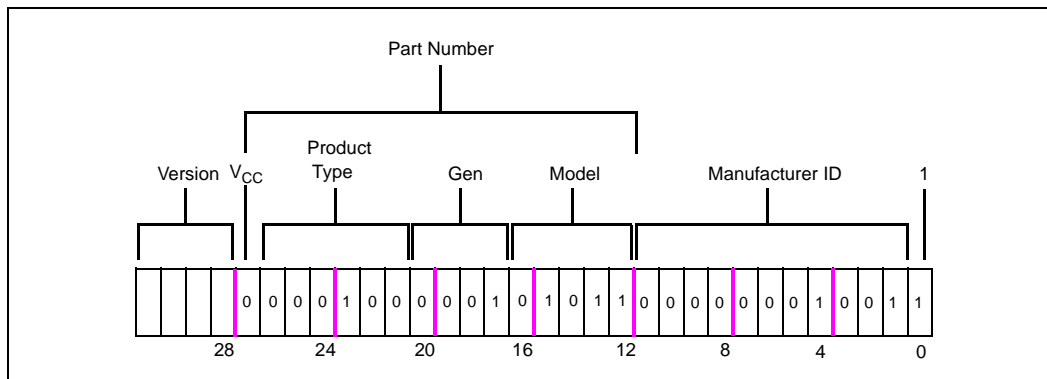 Part Number
Product
Version V_CC Type Gen Model Manufacturer ID 1
0 0 0 0 1 0 0 0 0 0 1 0 1 0 1 1 0 0 0 0 0 0 0 1 0 0 1 1
28 24 20 16 12 8 4 0